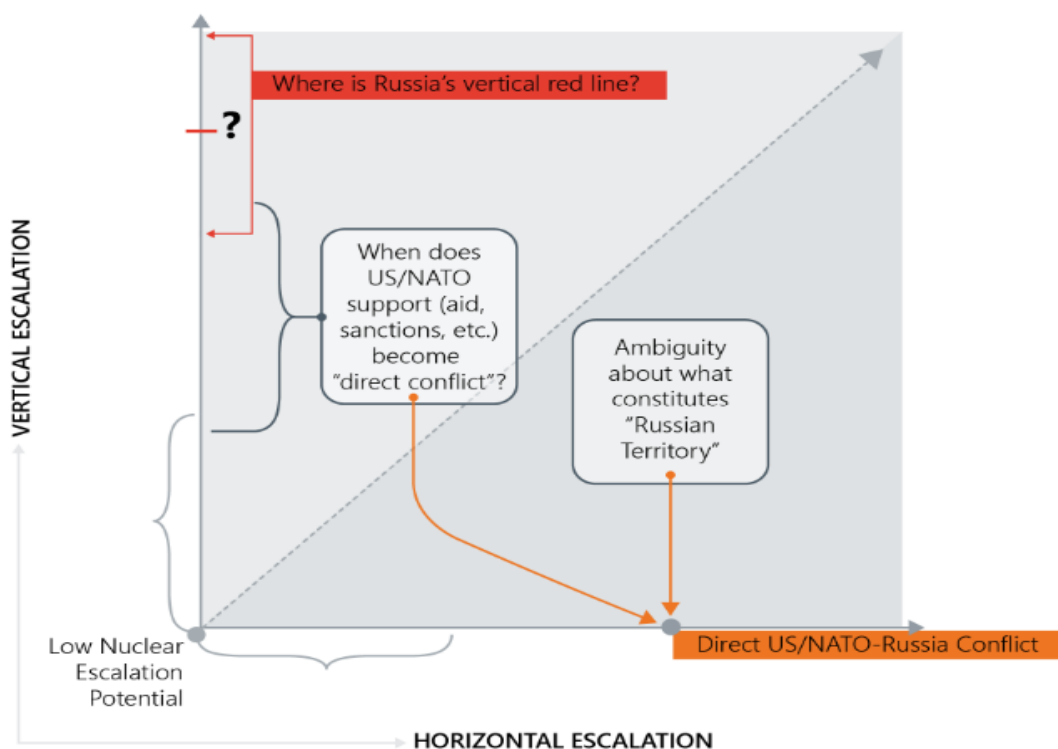 Where is Russia's vertical red line?
?
When does
US/NATO
support (aid,
sanctions, etc.)
become
"direct conflict"?
Ambiguity
about what
constitutes
"Russian
Territory"
VERTICAL ESCALATION
Low Nuclear
Escalation
Potential
Direct US/NATO-Russia Conflict
HORIZONTAL ESCALATION